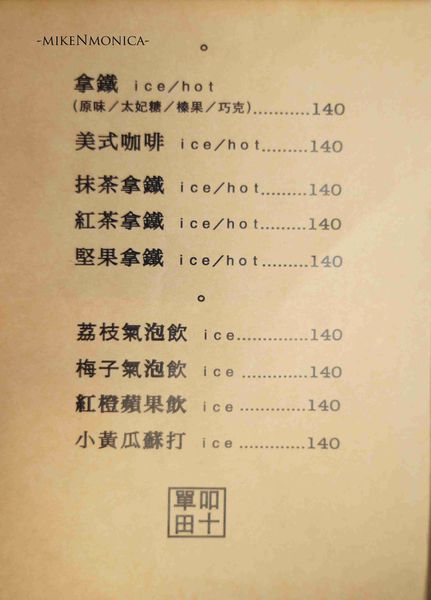 -MIKENMONICA-
拿鐵 ice/hot
(原味/太妃糖/榛果/巧克)...........140
美式咖啡 ice/hot.........140
抹茶拿鐵 ice/hot.........140
紅茶拿鐵 ice/hot.........140
堅果拿鐵 ice/hot.........140
荔枝氣泡飲 ice..............140
梅子氣泡飲 ice .............140
紅橙蘋果飲 ice .............140
小黃瓜蘇打 ice .............140
單叩
田十